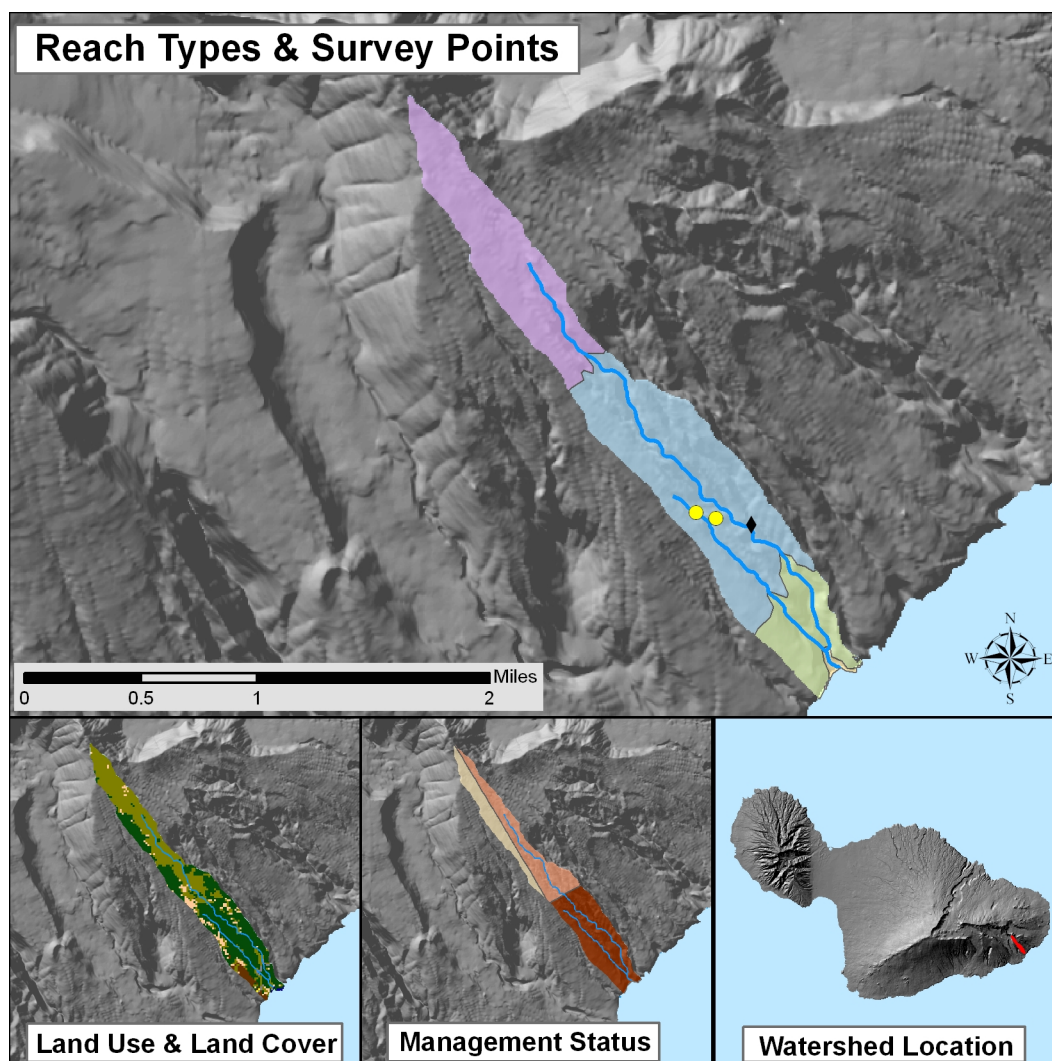 Reach Types & Survey Points
N
W E
S
Miles
0 0.5 1 2
Land Use & Land Cover
Management Status
Watershed Location